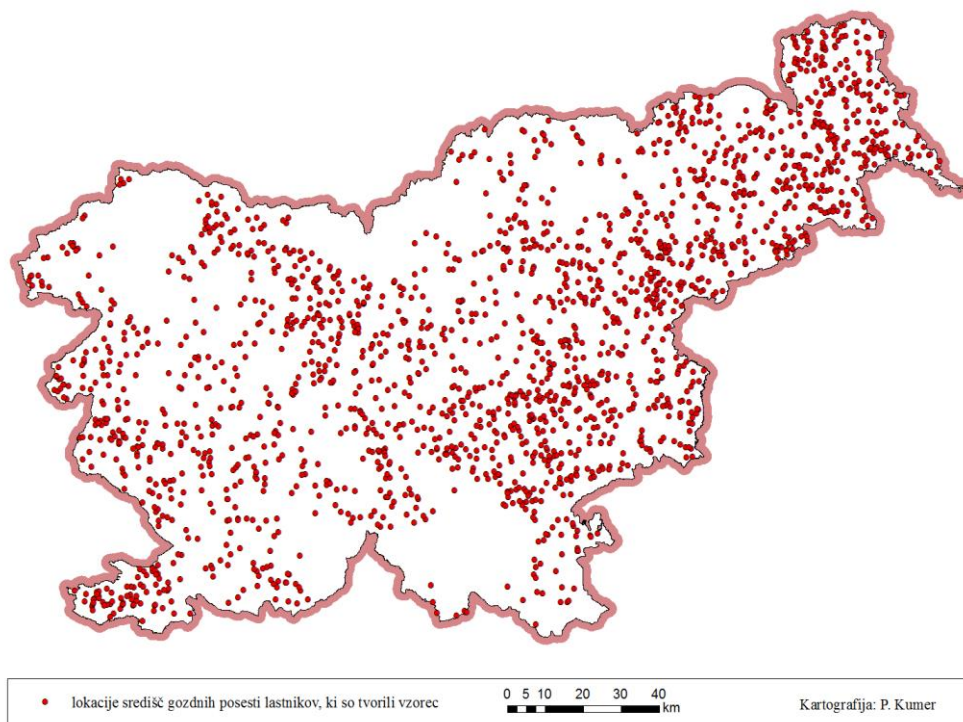 lokacije središč gozdnih posesti lastnikov, ki so tvorili vzorec
0 5 10 20 30 40
km
Kartografija: P. Kumer